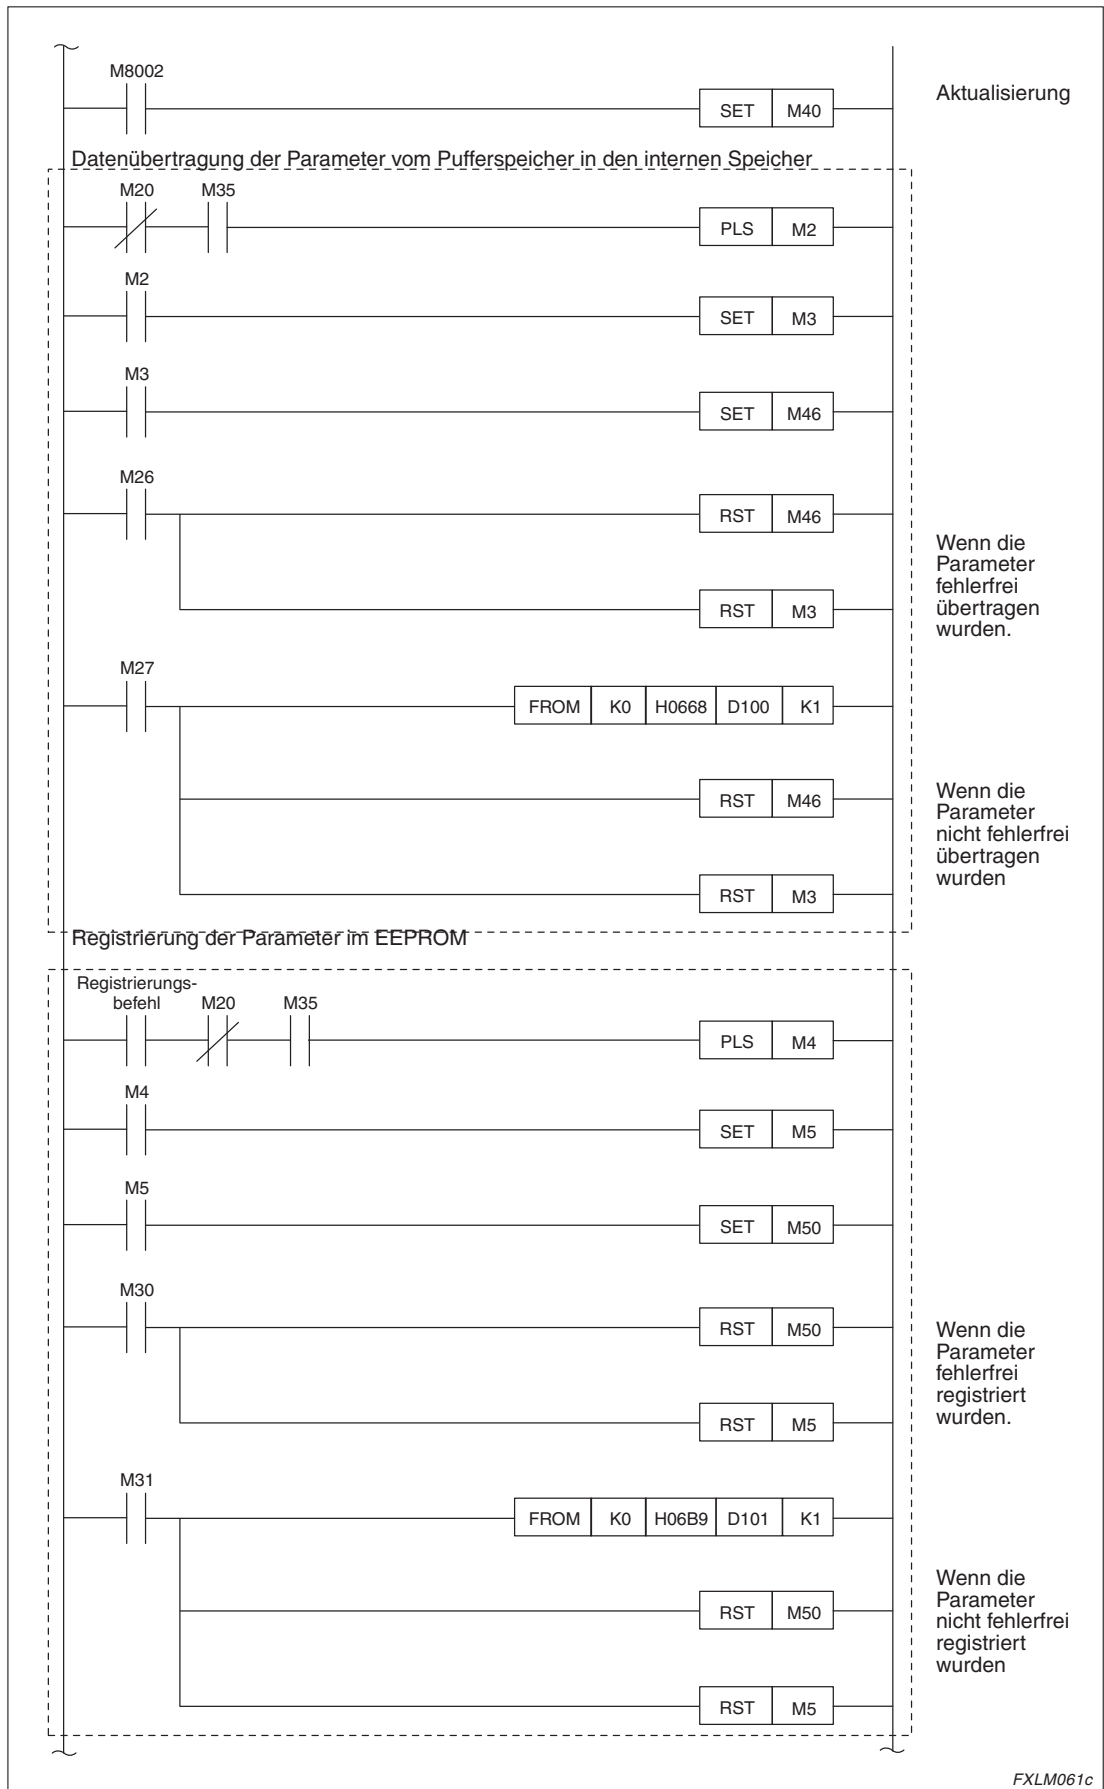 M8002
SET M40
Aktualisierung
Datenübertragung der Parameter vom Pufferspeicher in den internen Speicher
M20 M35
PLS M2
M2
SET M3
M3
SET M46
M26
RST M46
RST M3
Wenn die
Parameter
fehlerfrei
übertragen
wurden.
M27
FROM K0 H0668 D100 K1
RST M46
RST M3
Wenn die
Parameter
nicht fehlerfrei
übertragen
wurden
Registrierung der Parameter im EEPROM
Registrierungs-
befehl M20 M35
PLS M4
M4
SET M5
M5
SET M50
M30
RST M50
RST M5
Wenn die
Parameter
fehlerfrei
registriert
wurden.
M31
FROM K0 H06B9 D101 K1
RST M50
RST M5
Wenn die
Parameter
nicht fehlerfrei
registriert
wurden
FXLM061c